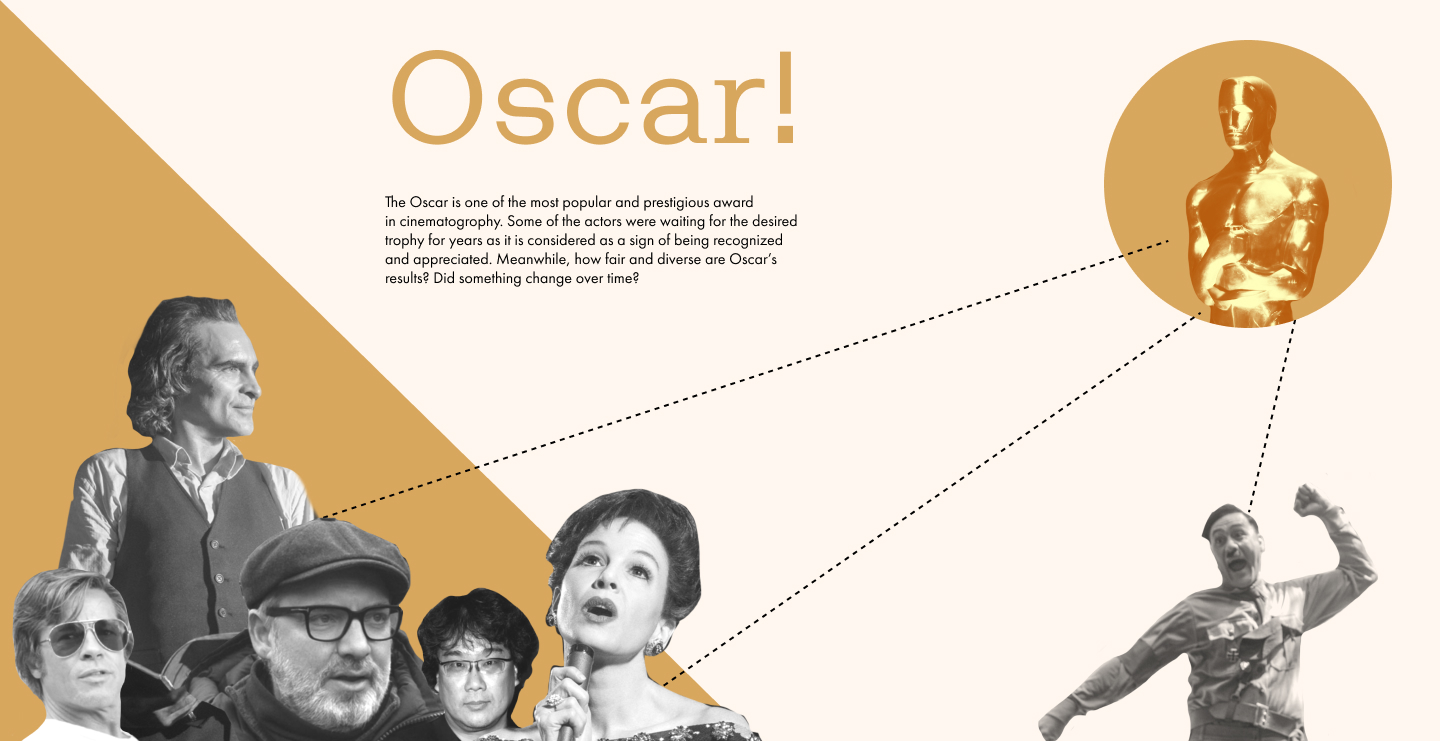 Oscar!
The Oscar is one of the most popular and prestigious award
in cinematogrophy. Some of the actors were waiting for the desired
trophy for years as it is considered as a sign of being recognized
and appreciated. Meanwhile, how fair and diverse are Oscar’s
results? Did something change over time?